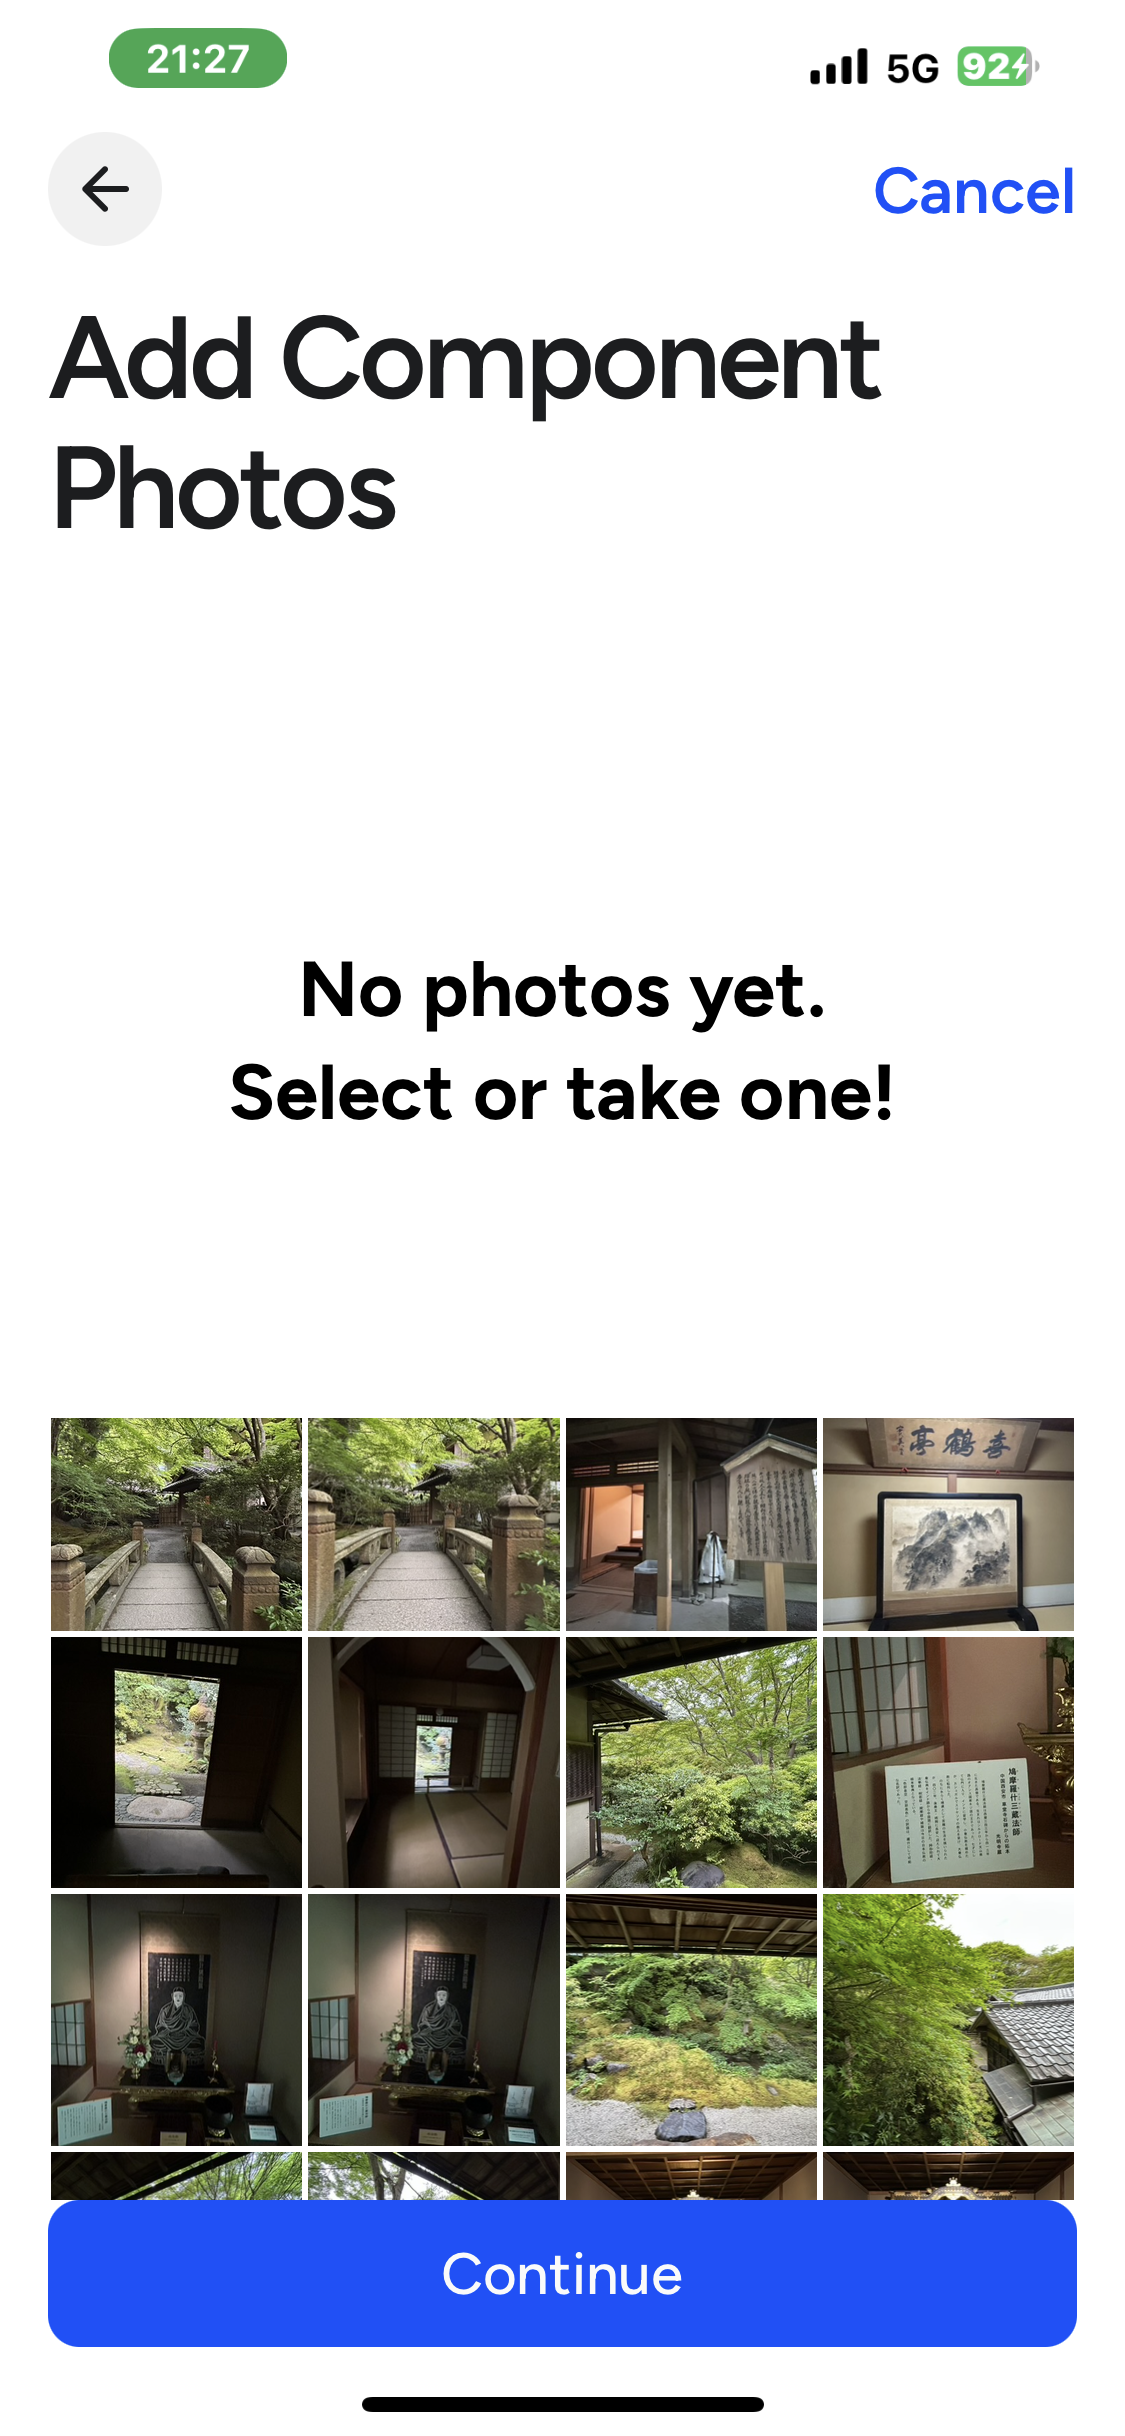 21:27
5G
92
Cancel
Add Component
Photos
No photos yet.
Select or take one!
喜鶴亭
鳩摩羅什三蔵法師
Continue